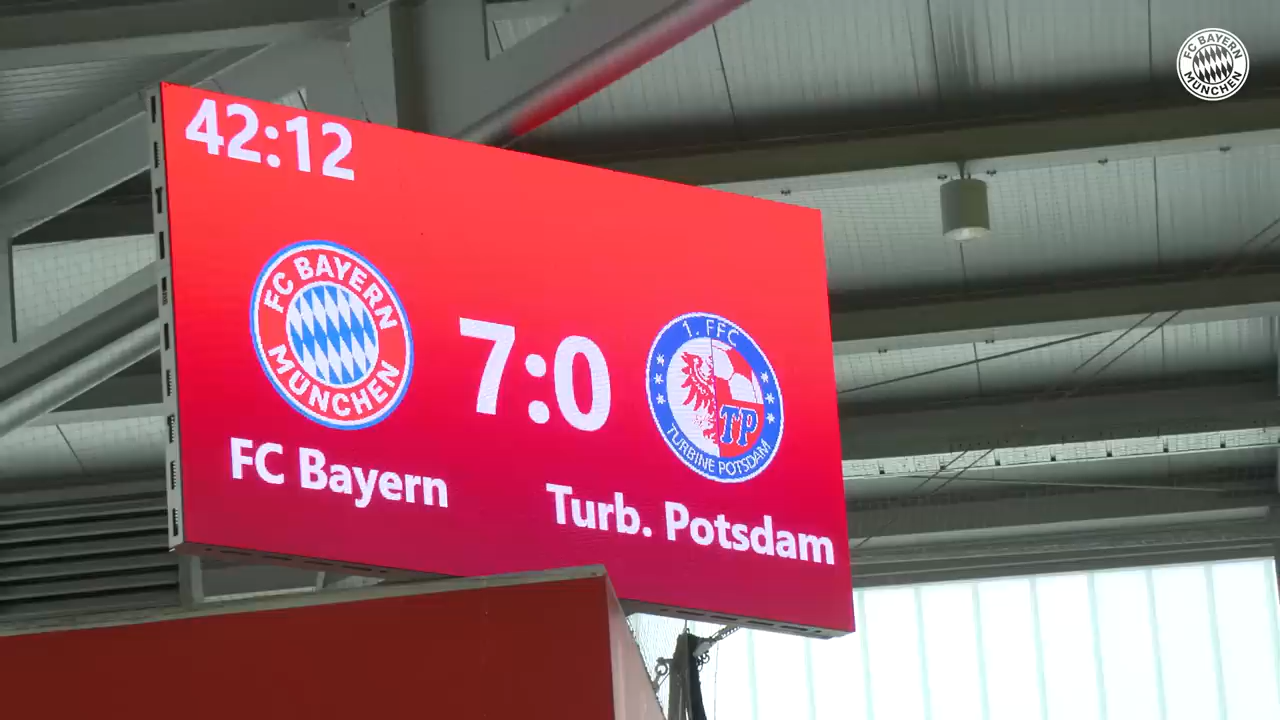 FC BAYERN
MÜNCHEN
42:12
FC BAYERN
MÜNCHEN
7:0
1. FFC
TP
TURBINE POTSDAM
FC Bayern
Turb. Potsdam